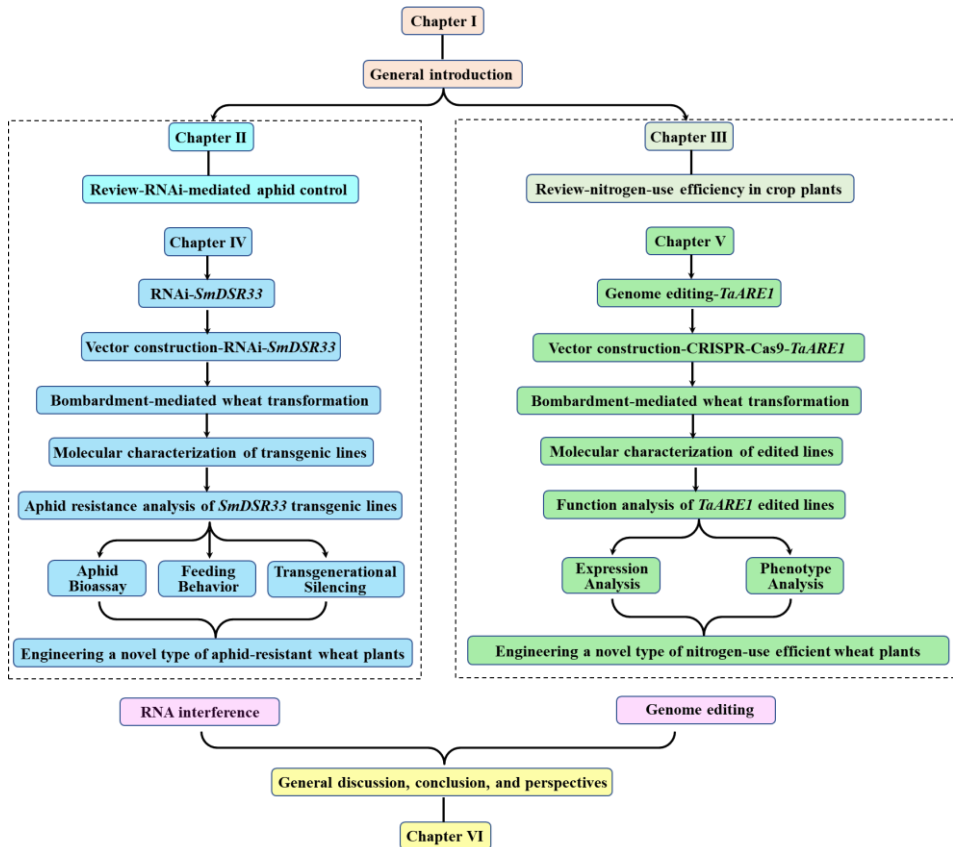 Chapter I
General introduction
Chapter II
Review-RNAi-mediated aphid control
Chapter IV
RNAi-SmDSR33
Vector construction-RNAi-SmDSR33
Bombardment-mediated wheat transformation
Molecular characterization of transgenic lines
Aphid resistance analysis of SmDSR33 transgenic lines
Aphid
Bioassay
Feeding
Behavior
Transgenerational
Silencing
Engineering a novel type of aphid-resistant wheat plants
Chapter III
Review-nitrogen-use efficiency in crop plants
Chapter V
Genome editing-TaARE1
Vector construction-CRISPR-Cas9-TaARE1
Bombardment-mediated wheat transformation
Molecular characterization of edited lines
Function analysis of TaARE1 edited lines
Expression
Analysis
Phenotype
Analysis
Engineering a novel type of nitrogen-use efficient wheat plants
RNA interference
Genome editing
General discussion, conclusion, and perspectives
Chapter VI